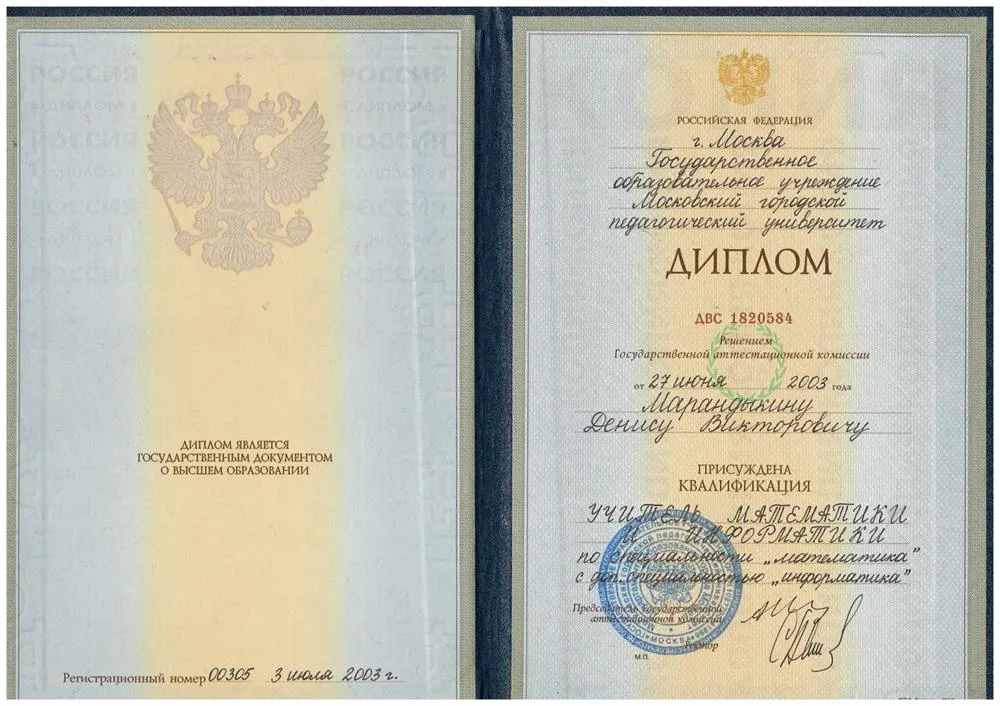 ДИПЛОМ ЯВЛЯЕТСЯ
ГОСУДАРСТВЕННЫМ ДОКУМЕНТОМ
О ВЫСШЕМ ОБРАЗОВАНИИ
Регистрационный номер 00305 3 июля 2003 г.
РОССИЙСКАЯ ФЕДЕРАЦИЯ
г. Москва
Государственное
образовательное учреждение
Московский городской
педагогический университет
ДИПЛОМ
ДВС 1820584
Решением
Государственной аттестационной комиссии
от 27 июня 2003 года
Марандыкину
Денису Викторовичу
ПРИСУЖДЕНА
КВАЛИФИКАЦИЯ
УЧИТЕЛЬ МАТЕМАТИКИ
И ИНФОРМАТИКИ
по специальности „математика"
с доп. специальностью „информатика"
Председатель Государственной
аттестационной комиссии
Ректор
М.П.
МОСКВА